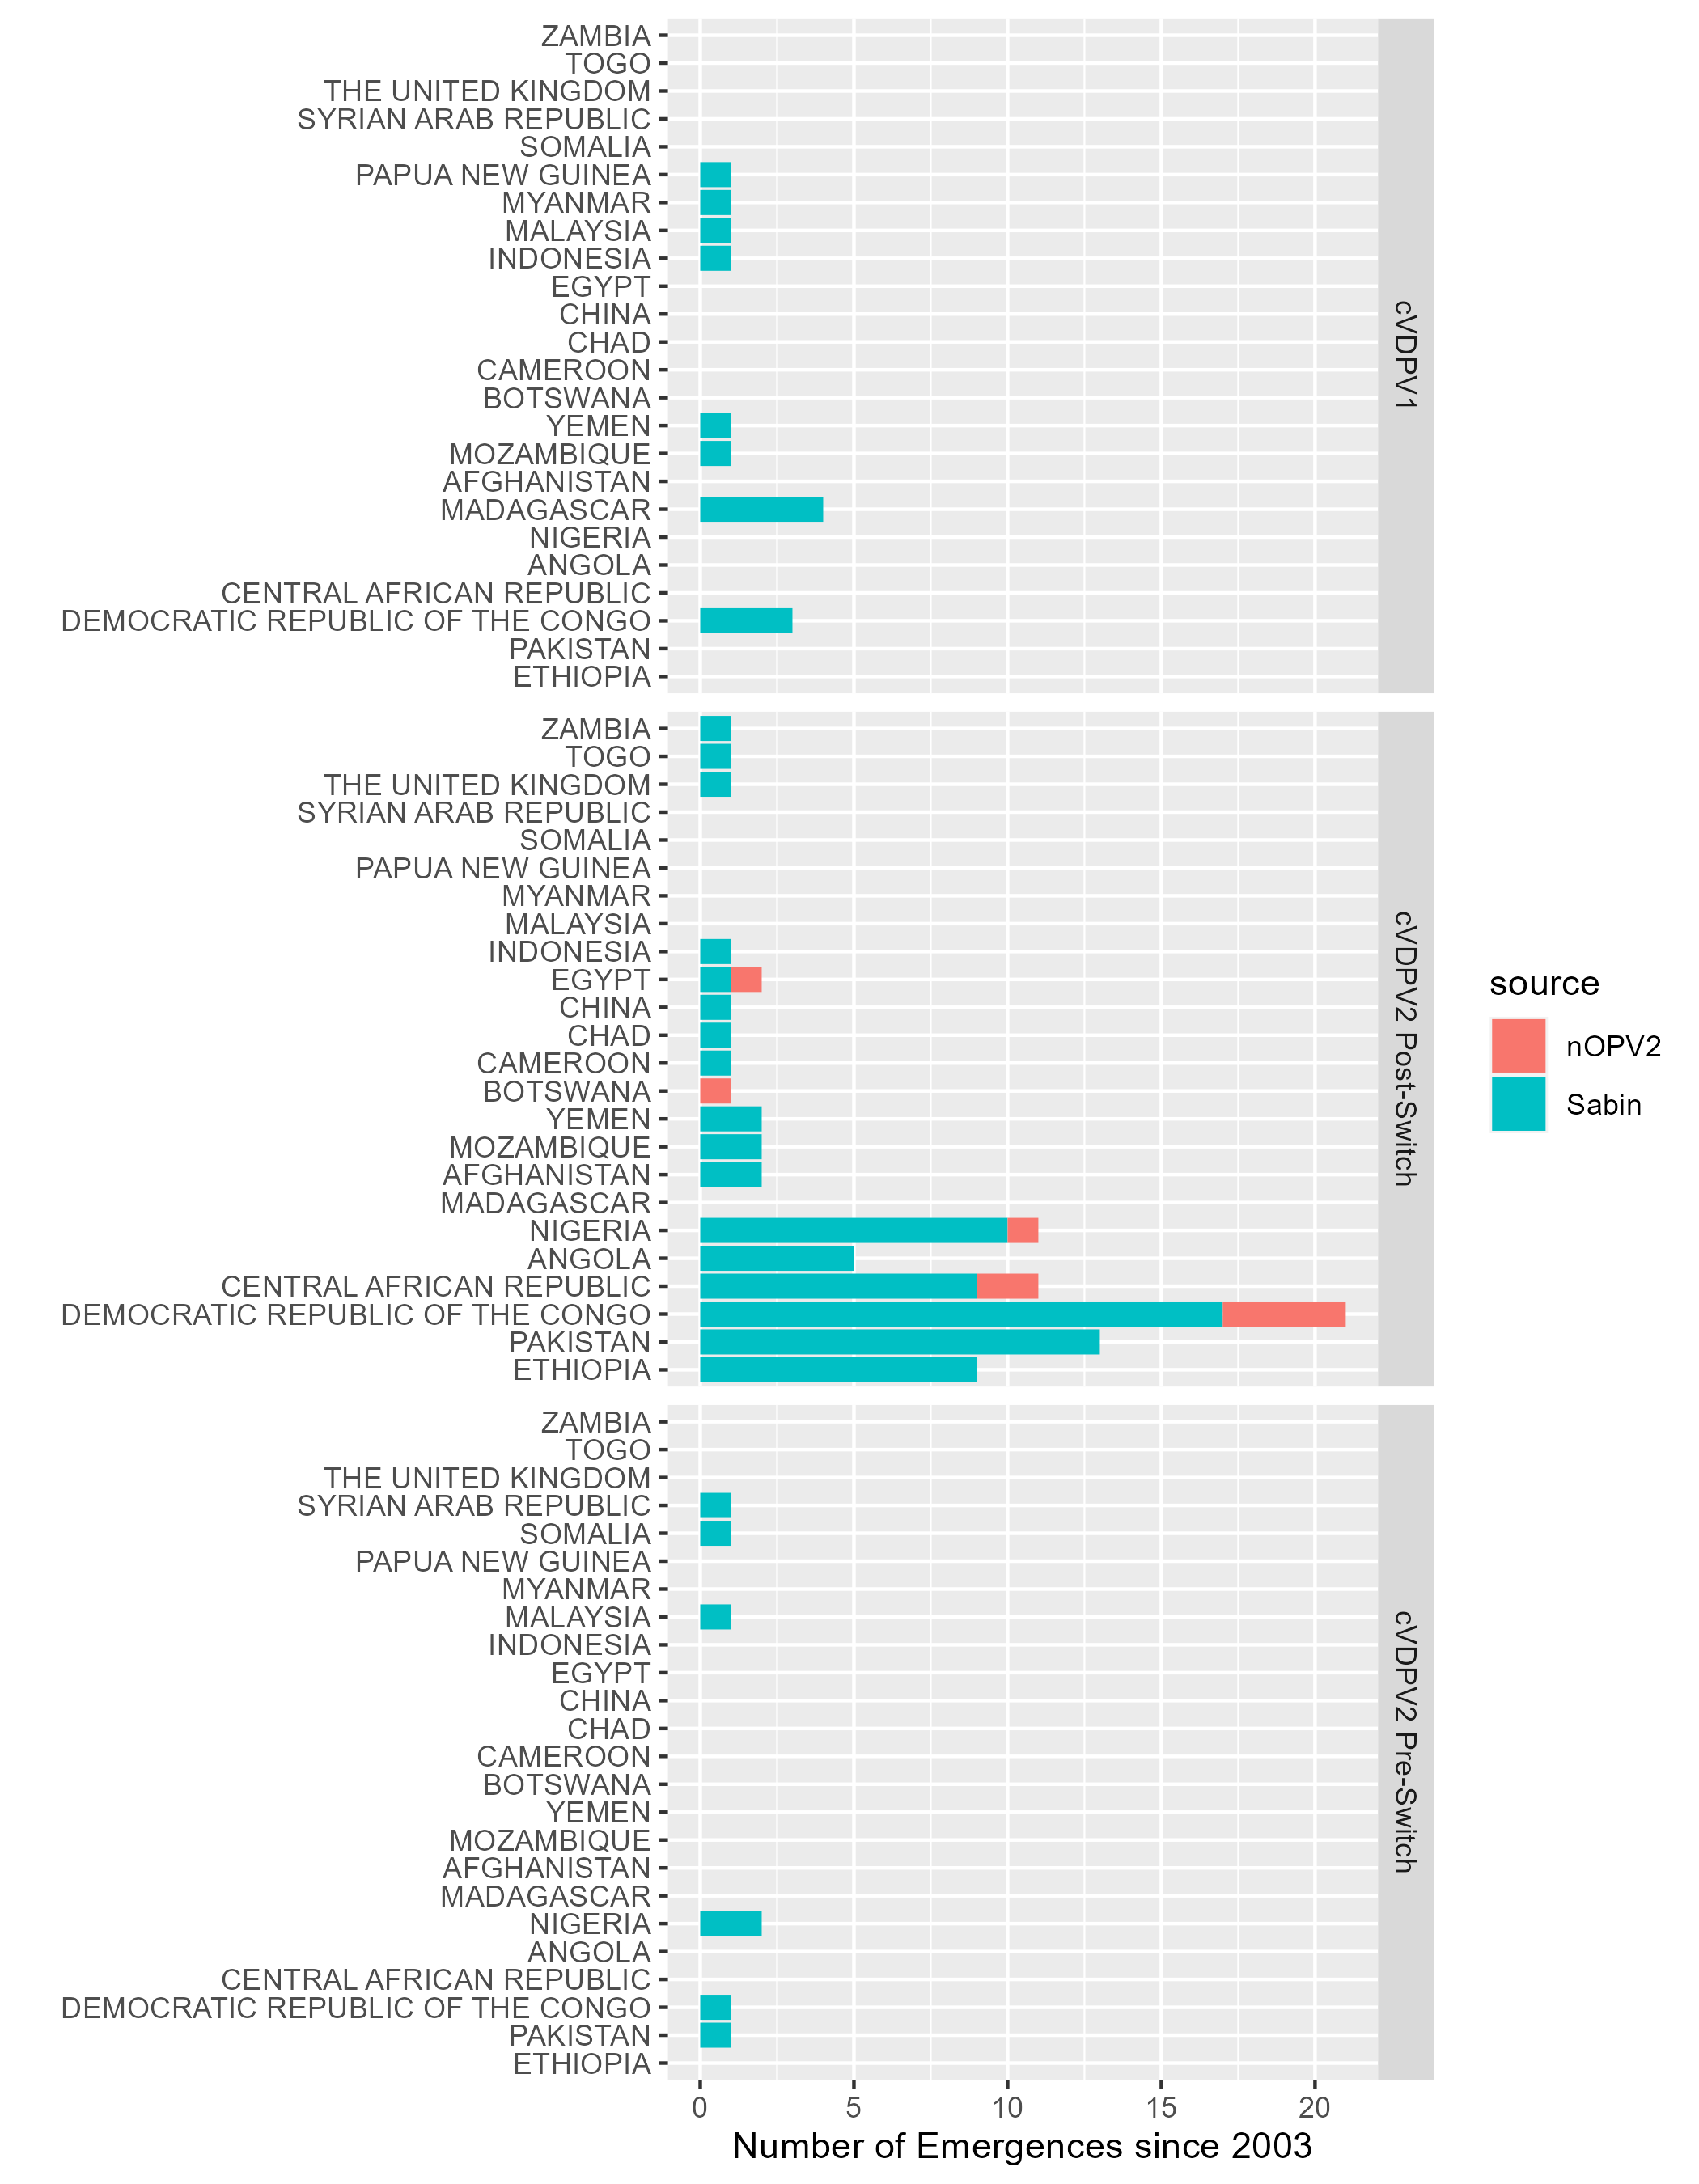 ZAMBIA
TOGO
THE UNITED KINGDOM
SYRIAN ARAB REPUBLIC
SOMALIA
PAPUA NEW GUINEA
MYANMAR
MALAYSIA
INDONESIA
EGYPT
CHINA
CHAD
CAMEROON
BOTSWANA
YEMEN
MOZAMBIQUE
AFGHANISTAN
MADAGASCAR
NIGERIA
ANGOLA
CENTRAL AFRICAN REPUBLIC
DEMOCRATIC REPUBLIC OF THE CONGO
PAKISTAN
ETHIOPIA
cVDPV1
ZAMBIA
TOGO
THE UNITED KINGDOM
SYRIAN ARAB REPUBLIC
SOMALIA
PAPUA NEW GUINEA
MYANMAR
MALAYSIA
INDONESIA
EGYPT
CHINA
CHAD
CAMEROON
BOTSWANA
YEMEN
MOZAMBIQUE
AFGHANISTAN
MADAGASCAR
NIGERIA
ANGOLA
CENTRAL AFRICAN REPUBLIC
DEMOCRATIC REPUBLIC OF THE CONGO
PAKISTAN
ETHIOPIA
cVDPV2 Post-Switch
ZAMBIA
TOGO
THE UNITED KINGDOM
SYRIAN ARAB REPUBLIC
SOMALIA
PAPUA NEW GUINEA
MYANMAR
MALAYSIA
INDONESIA
EGYPT
CHINA
CHAD
CAMEROON
BOTSWANA
YEMEN
MOZAMBIQUE
AFGHANISTAN
MADAGASCAR
NIGERIA
ANGOLA
CENTRAL AFRICAN REPUBLIC
DEMOCRATIC REPUBLIC OF THE CONGO
PAKISTAN
ETHIOPIA
cVDPV2 Pre-Switch
0 5 10 15 20
Number of Emergences since 2003
source
nOPV2
Sabin